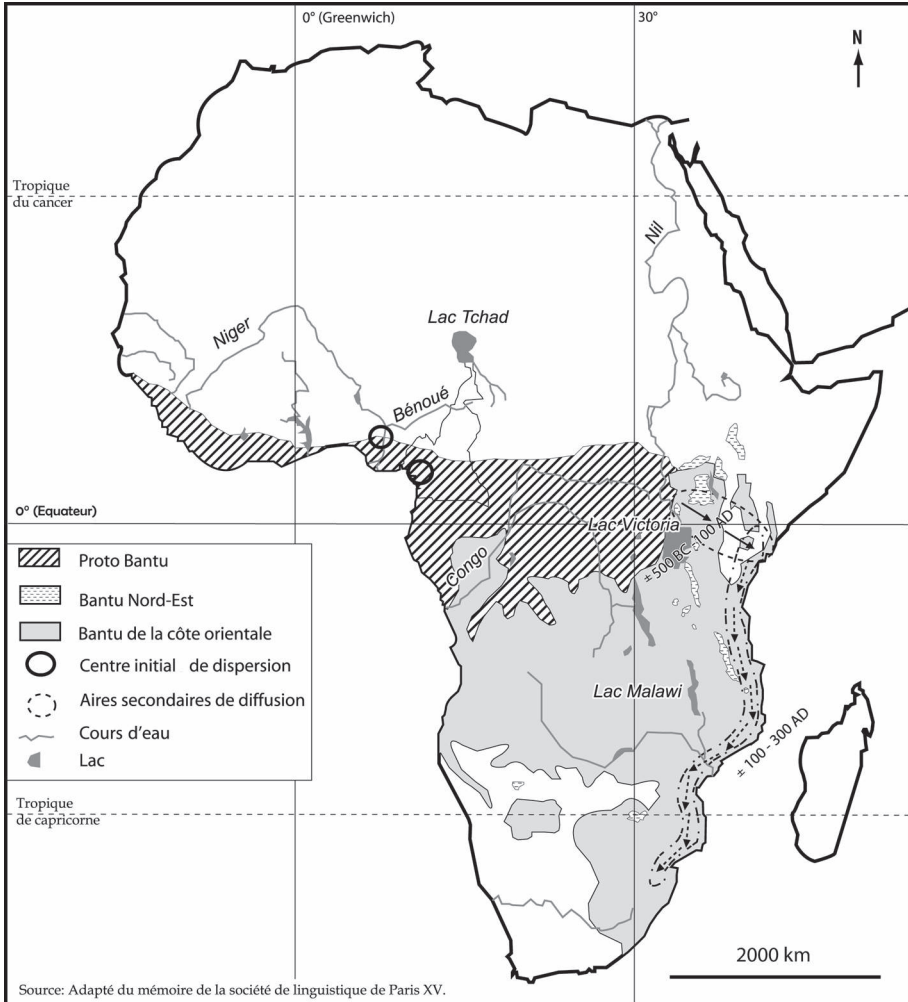 0° (Greenwich)
30°
N
Tropique
du cancer
Nil
Lac Tchad
Niger
Bénoué
0° (Equateur)
Lac Victoria
±500 BC-100 AD
Congo
Proto Bantu
Bantu Nord-Est
Bantu de la côte orientale
Centre initial de dispersion
Aires secondaires de diffusion
Cours d'eau
Lac
Lac Malawi
± 100 - 300 AD
Tropique
de capricorne
2000 km
Source: Adapté du mémoire de la société de linguistique de Paris XV.